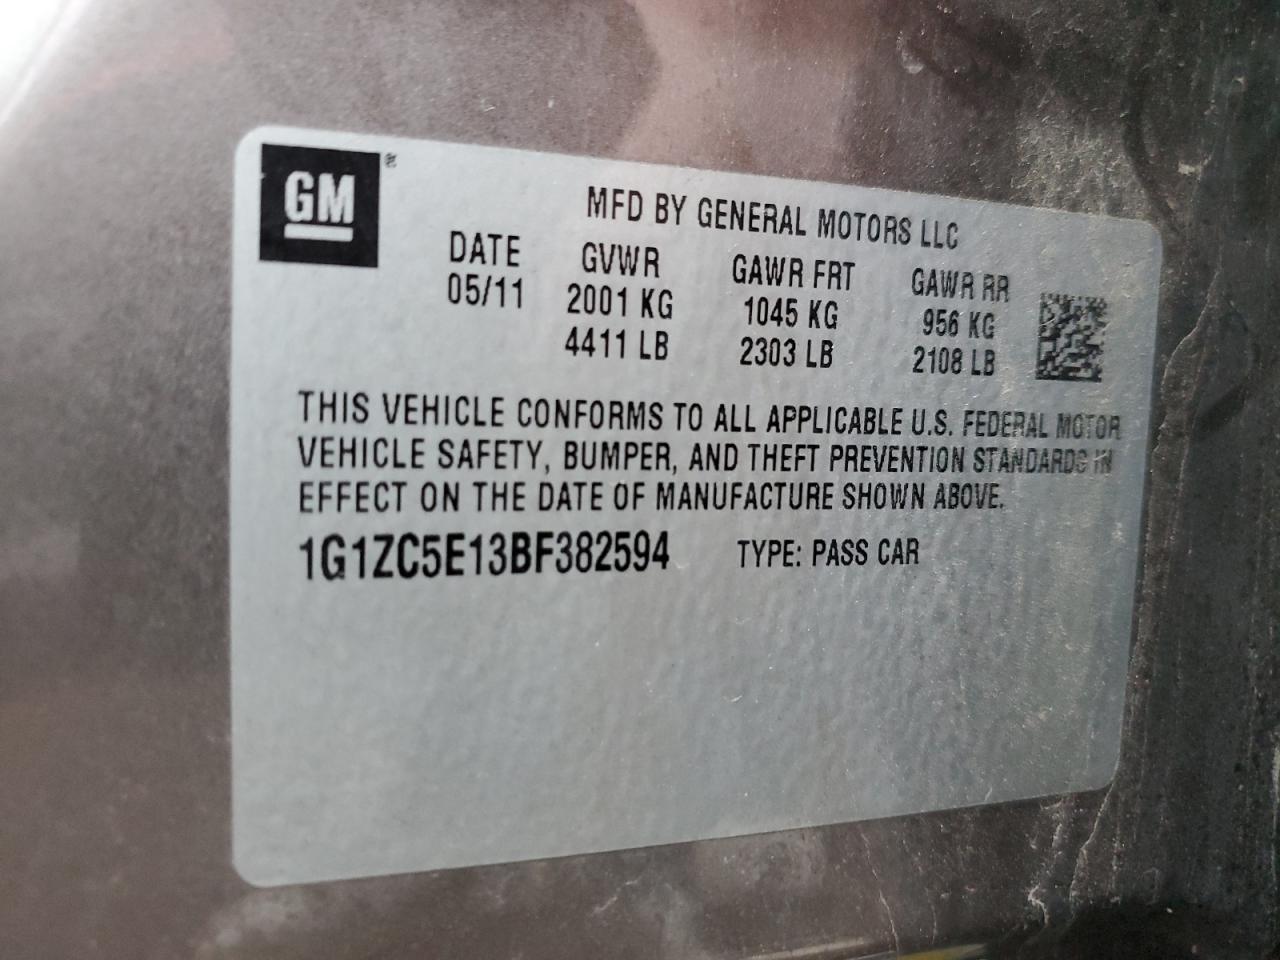 GM®
MFD BY GENERAL MOTORS LLC
DATE GVWR GAWR FRT GAWR RR
05/11 2001 KG 1045 KG 956 KG
4411 LB 2303 LB 2108 LB
THIS VEHICLE CONFORMS TO ALL APPLICABLE U.S. FEDERAL MOTOR
VEHICLE SAFETY, BUMPER, AND THEFT PREVENTION STANDARDS IN
EFFECT ON THE DATE OF MANUFACTURE SHOWN ABOVE.
1G1ZC5E13BF382594 TYPE: PASS CAR